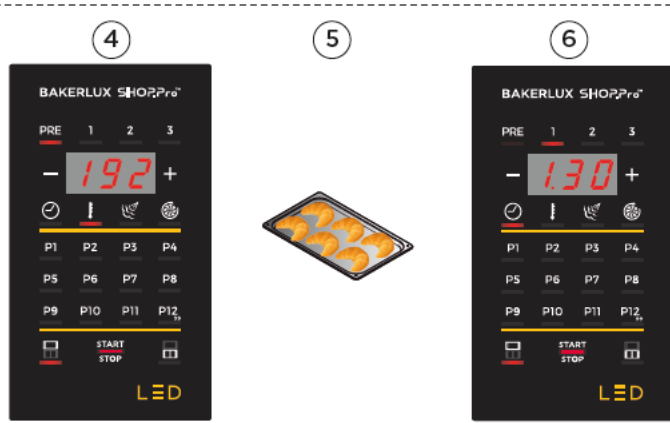 4
5
6
BAKERLUX SHOP.Pro™
PRE 1 2 3
- 192 +
P1 P2 P3 P4
P5 P6 P7 P8
P9 P10 P11 P12 »
START
STOP
LED
BAKERLUX SHOP.Pro™
PRE 1 2 3
- 1.30 +
P1 P2 P3 P4
P5 P6 P7 P8
P9 P10 P11 P12 »
START
STOP
LED